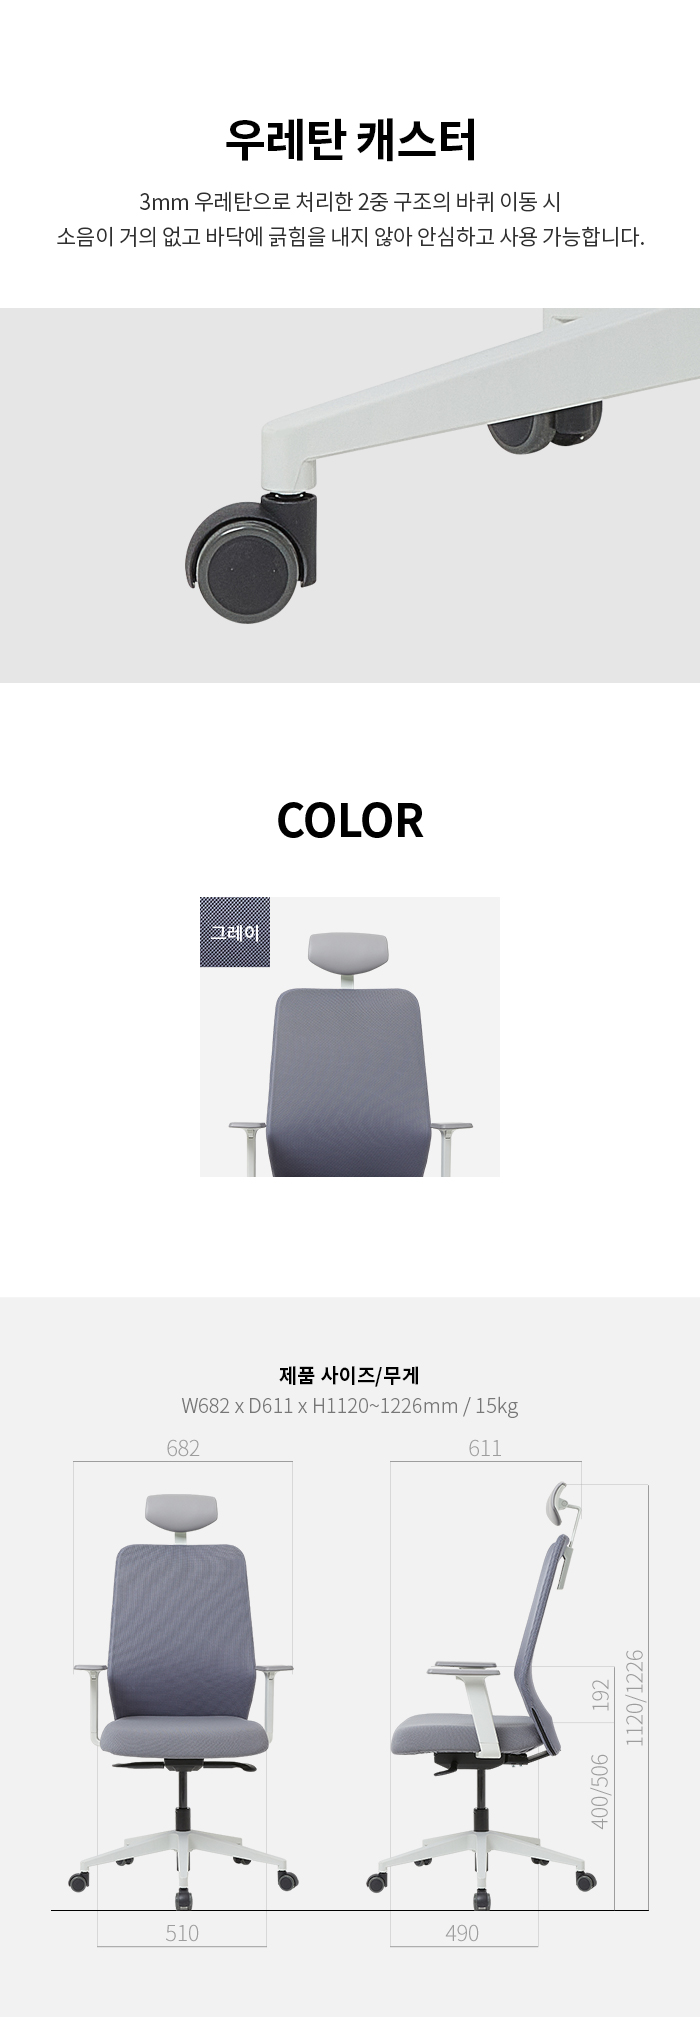 우레탄 캐스터
3mm 우레탄으로 처리한 2중 구조의 바퀴 이동 시
소음이 거의 없고 바닥에 긁힘을 내지 않아 안심하고 사용 가능합니다.
COLOR
그레이
제품 사이즈/무게
W682 x D611 x H1120~1226mm / 15kg
682
611
192
1120/1226
400/506
510
490